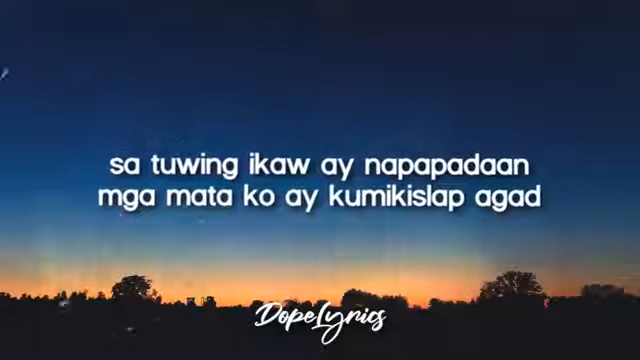 sa tuwing ikaw ay napapadaan
mga mata ko ay kumikislap agad
DopeLyrics